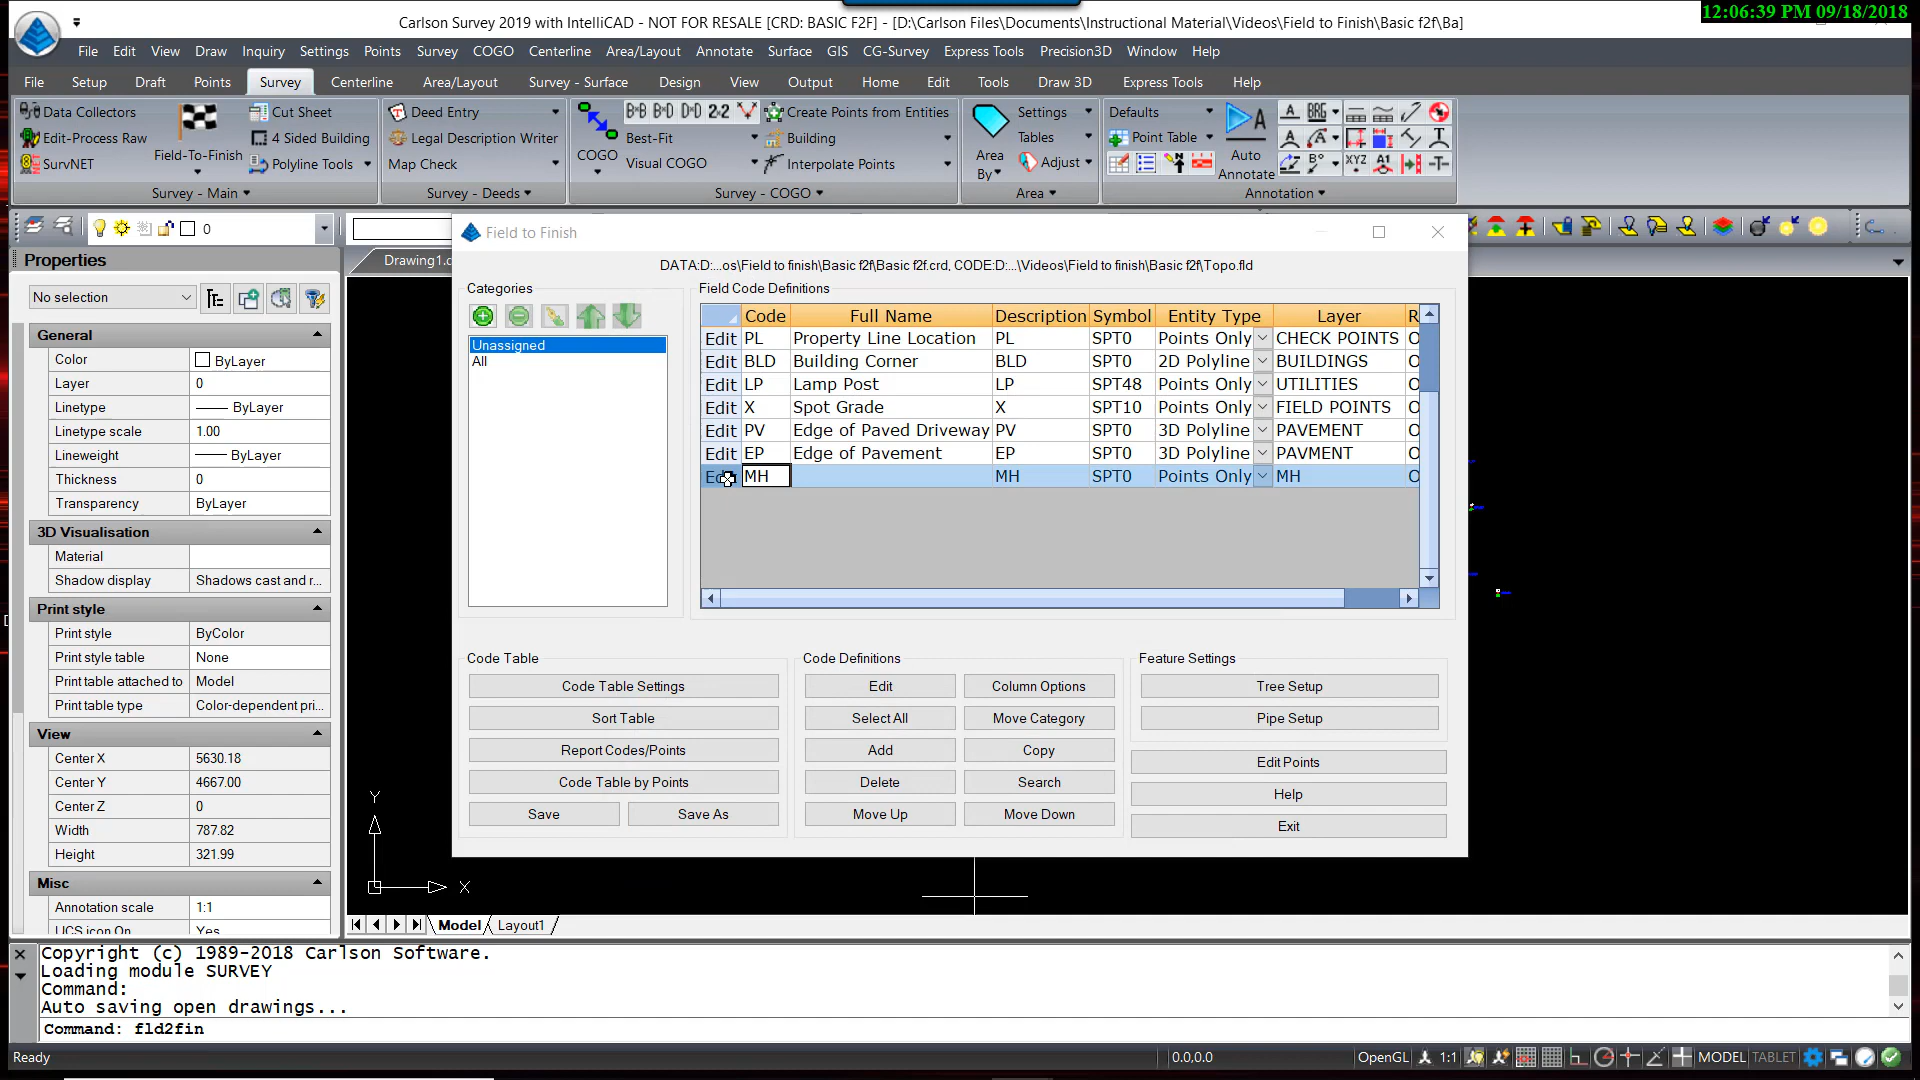 12:06:39 PM 09/18/2018
Carlson Survey 2019 with IntelliCAD - NOT FOR RESALE [CRD: BASIC F2F] - [D:\Carlson Files\Documents\Instructional Material\Videos\Field to Finish\Basic f2f\Ba]
File Edit View Draw Inquiry Settings Points Survey COGO Centerline Area/Layout Annotate Surface GIS CG-Survey Express Tools Precision3D Window Help
File Setup Draft Points Survey Centerline Area/Layout Survey - Surface Design View Output Home Edit Tools Draw 3D Express Tools Help
Data Collectors Cut Sheet Deed Entry Create Points from Entities Settings Defaults
Edit-Process Raw 4 Sided Building Legal Description Writer Best-Fit Building Tables Point Table
SurvNET Field-To-Finish Polyline Tools Map Check COGO Visual COGO Interpolate Points Area By Adjust Auto Annotate
Survey - Main Survey - Deeds Survey - COGO Area Annotation
0
Properties
Drawing1.
No selection
General
Color ByLayer
Layer 0
Linetype ByLayer
Linetype scale 1.00
Lineweight ByLayer
Thickness 0
Transparency ByLayer
3D Visualisation
Material
Shadow display Shadows cast and r...
Print style
Print style ByColor
Print style table None
Print table attached to Model
Print table type Color-dependent pri...
View
Center X 5630.18
Center Y 4667.00
Center Z 0
Width 787.82
Height 321.99
Misc
Annotation scale 1:1
UCS icon On Yes
Field to Finish
DATA:D:...os\Field to finish\Basic f2f\Basic f2f.crd, CODE:D:...\Videos\Field to finish\Basic f2f\Topo.fld
Categories
Unassigned
All
Field Code Definitions
Code Full Name Description Symbol Entity Type Layer R
Edit PL Property Line Location PL SPT0 Points Only CHECK POINTS O
Edit BLD Building Corner BLD SPT0 2D Polyline BUILDINGS O
Edit LP Lamp Post LP SPT48 Points Only UTILITIES O
Edit X Spot Grade X SPT10 Points Only FIELD POINTS O
Edit PV Edge of Paved Driveway PV SPT0 3D Polyline PAVEMENT O
Edit EP Edge of Pavement EP SPT0 3D Polyline PAVMENT O
Edit MH MH SPT0 Points Only MH O
Code Table
Code Table Settings
Sort Table
Report Codes/Points
Code Table by Points
Save Save As
Code Definitions
Edit Column Options
Select All Move Category
Add Copy
Delete Search
Move Up Move Down
Feature Settings
Tree Setup
Pipe Setup
Edit Points
Help
Exit
Y
X
Model Layout1
Copyright (c) 1989-2018 Carlson Software.
Loading module SURVEY
Command:
Auto saving open drawings...
Command: fld2fin
Ready 0.0,0.0 OpenGL 1:1 MODEL TABLET